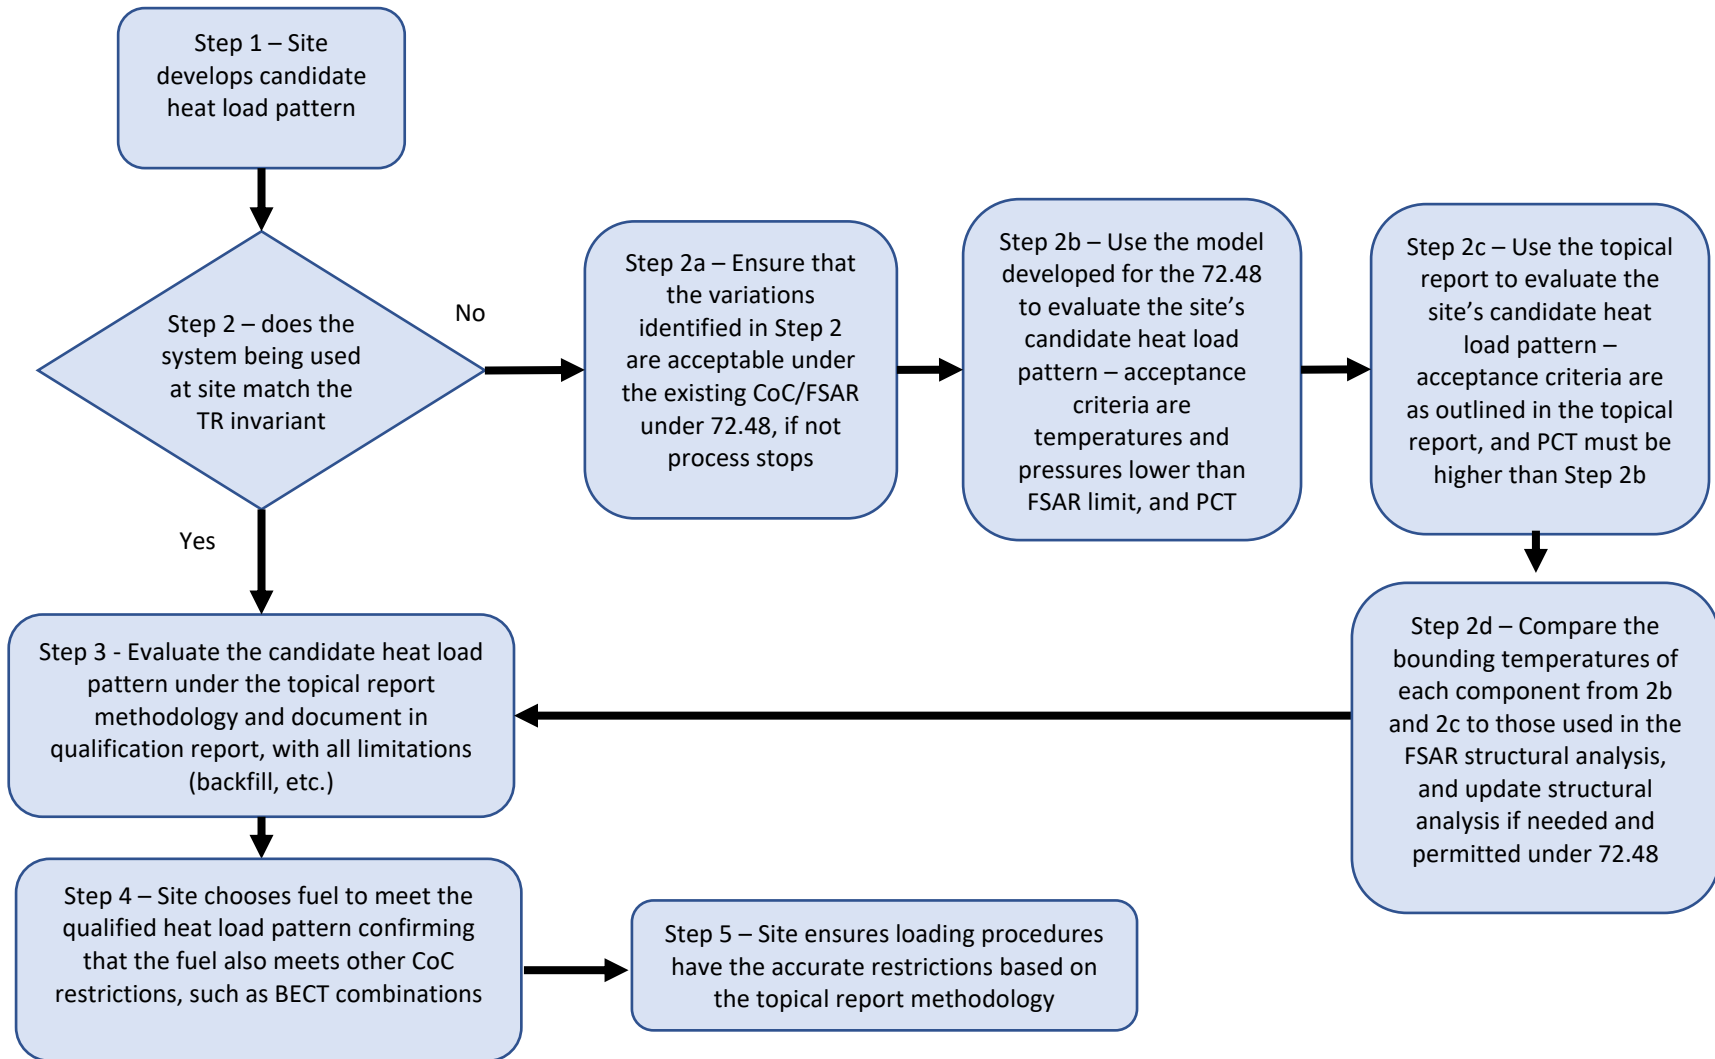 Step 1 – Site
develops candidate
heat load pattern
Step 2 – does the
system being used
at site match the
TR invariant
No
Yes
Step 2a – Ensure that
the variations
identified in Step 2
are acceptable under
the existing CoC/FSAR
under 72.48, if not
process stops
Step 2b – Use the model
developed for the 72.48
to evaluate the site's
candidate heat load
pattern – acceptance
criteria are
temperatures and
pressures lower than
FSAR limit, and PCT
Step 2c – Use the topical
report to evaluate the
site's candidate heat
load pattern –
acceptance criteria are
as outlined in the topical
report, and PCT must be
higher than Step 2b
Step 2d – Compare the
bounding temperatures of
each component from 2b
and 2c to those used in the
FSAR structural analysis,
and update structural
analysis if needed and
permitted under 72.48
Step 3 - Evaluate the candidate heat load
pattern under the topical report
methodology and document in
qualification report, with all limitations
(backfill, etc.)
Step 4 – Site chooses fuel to meet the
qualified heat load pattern confirming
that the fuel also meets other CoC
restrictions, such as BECT combinations
Step 5 – Site ensures loading procedures
have the accurate restrictions based on
the topical report methodology